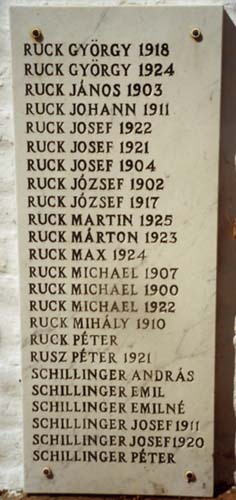 RUCK GYÖRGY 1918
RUCK GYÖRGY 1924
RUCK JÁNOS 1903
RUCK JOHANN 1911
RUCK JOSEF 1922
RUCK JOSEF 1921
RUCK JOSEF 1904
RUCK JÓZSEF 1902
RUCK JÓZSEF 1917
RUCK MARTIN 1925
RUCK MÁRTON 1923
RUCK MAX 1924
RUCK MICHAEL 1907
RUCK MICHAEL 1900
RUCK MICHAEL 1922
RUCK MIHÁLY 1910
RUCK PÉTER
RUSZ PÉTER 1921
SCHILLINGER ANDRÁS
SCHILLINGER EMIL
SCHILLINGER EMILNÉ
SCHILLINGER JOSEF 1911
SCHILLINGER JOSEF 1920
SCHILLINGER PÉTER